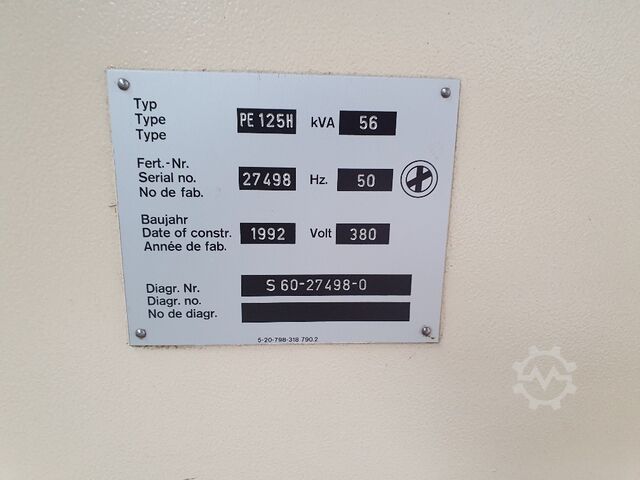 Typ
Type PE 125H kVA 56
Type
Fert.-Nr.
Serial no. 27498 Hz. 50
No de fab.
Baujahr
Date of constr. 1992 Volt 380
Année de fab.
Diagr. Nr. S 60-27498-0
Diagr. no.
No de diagr.
5-20-798-318 790.2